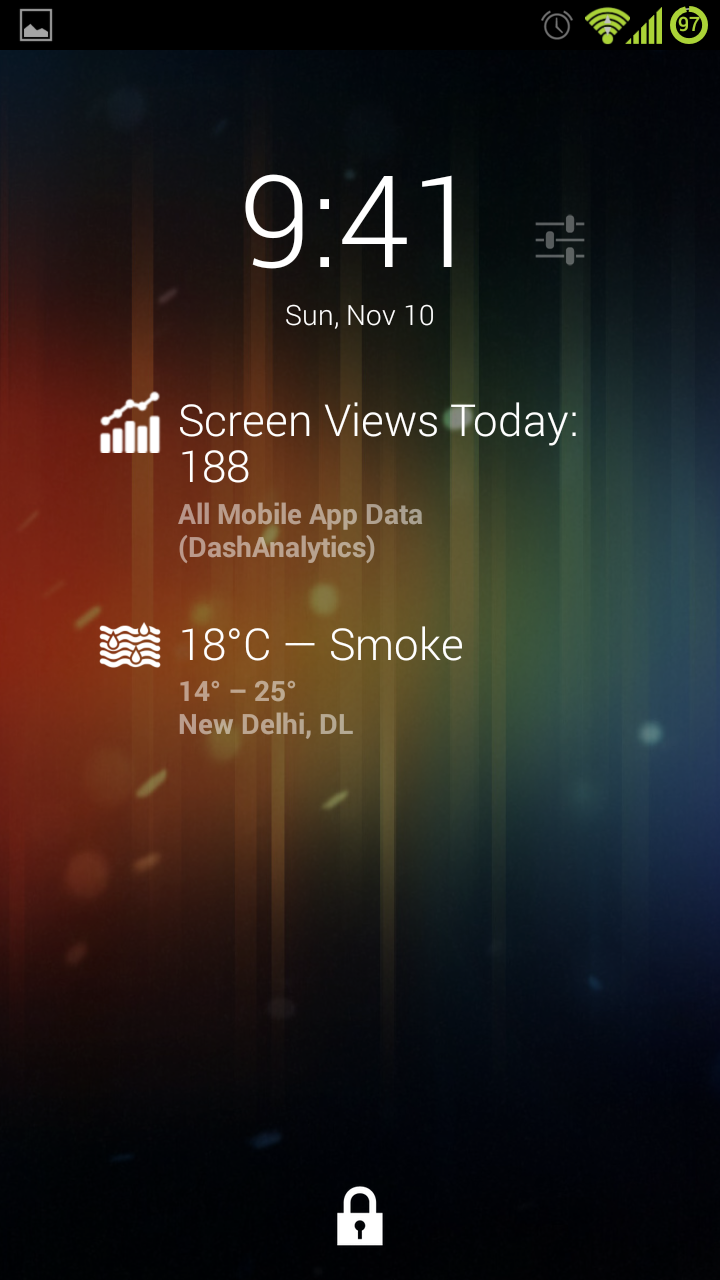 97
9:41
Sun, Nov 10
Screen Views Today:
188
All Mobile App Data
(DashAnalytics)
18°C — Smoke
14° – 25°
New Delhi, DL